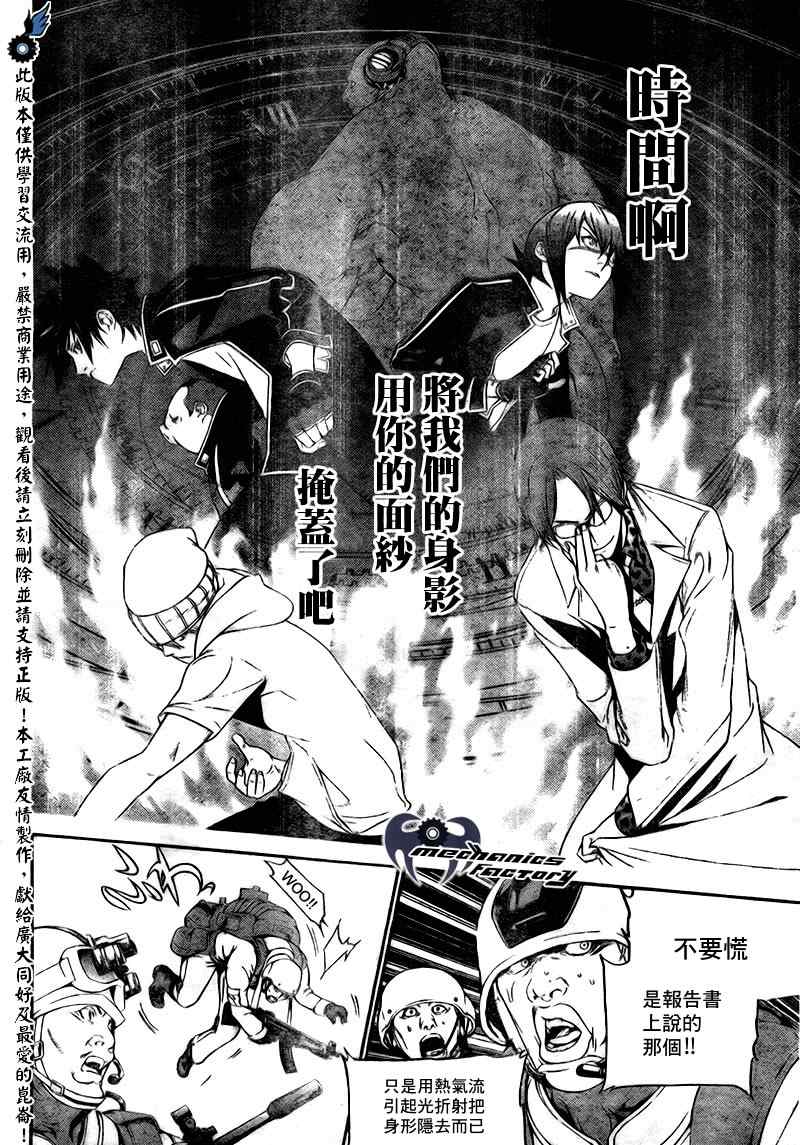 時間啊
將我們的身影
用你的面紗
掩蓋了吧
不要慌
是報告書
上說的
那個!!
只是用熱氣流
引起光折射把
身形隱去而已
WOO!!
mechanics
factory
此版本僅供學習交流用，嚴禁商業用途，觀看後請立刻刪除並請支持正版！本工廠友情製作，獻給廣大同好及最愛的崑崙！